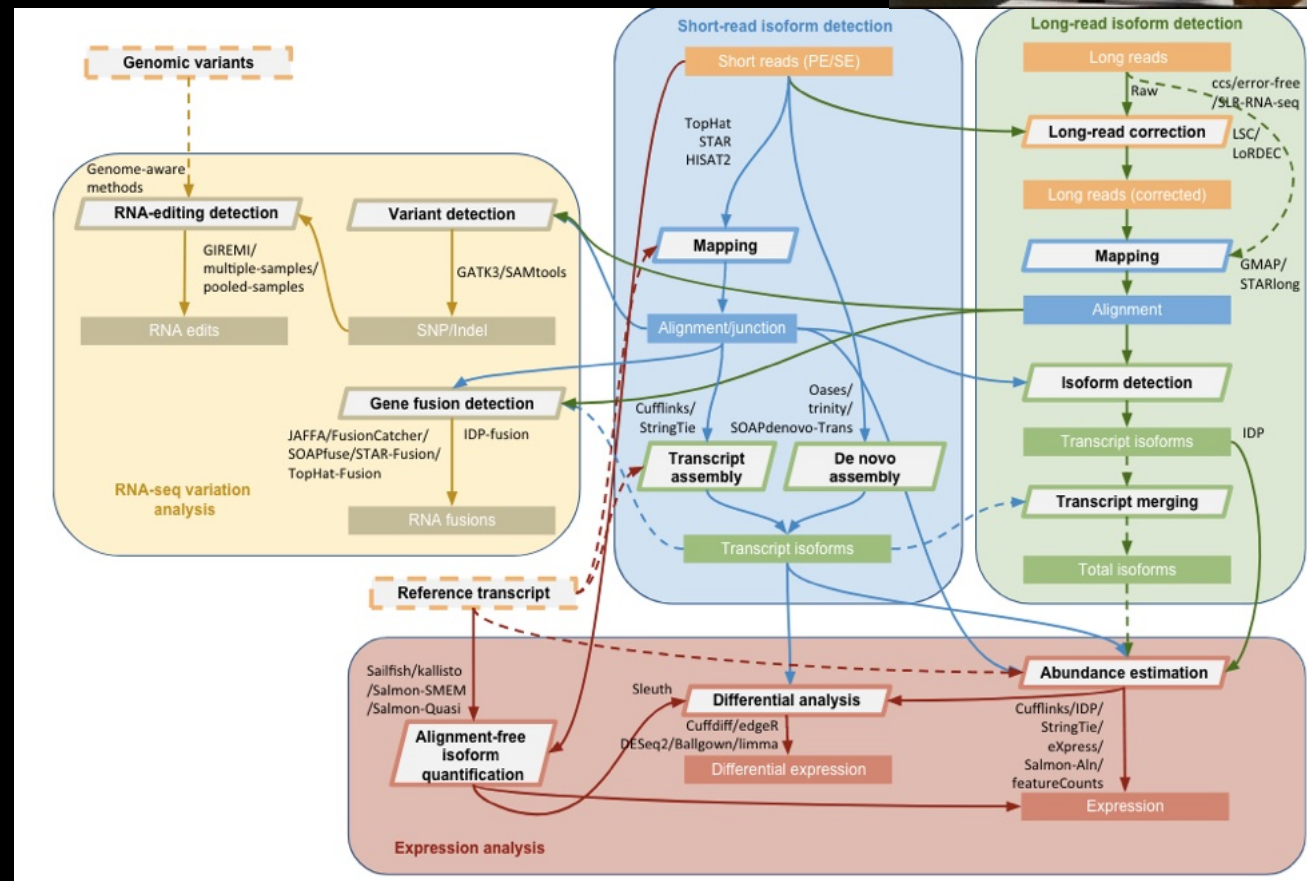 Short-read isoform detection
Long-read isoform detection
Genomic variants
Short reads (PE/SE)
Long reads
Raw
ccs/error-free
/SLR-RNA-seq
TopHat
STAR
HISAT2
Long-read correction
LSC/
LoRDEC
Genome-aware
methods
RNA-editing detection
Variant detection
Long reads (corrected)
GIREMI/
multiple-samples/
pooled-samples
GATK3/SAMtools
Mapping
Mapping
GMAP/
STARlong
RNA edits
SNP/Indel
Alignment/junction
Alignment
Gene fusion detection
Isoform detection
JAFFA/FusionCatcher/
SOAPfuse/STAR-Fusion/
TopHat-Fusion
IDP-fusion
Cufflinks/
StringTie
Oases/
trinity/
SOAPdenovo-Trans
Transcript isoforms
IDP
Transcript
assembly
De novo
assembly
RNA-seq variation
analysis
Transcript merging
RNA fusions
Transcript isoforms
Total isoforms
Reference transcript
Sailfish/kallisto
/Salmon-SMEM
/Salmon-Quasi
Sleuth
Differential analysis
Abundance estimation
Cuffdiff/edgeR
DESeq2/Ballgown/limma
Cufflinks/IDP/
StringTie/
eXpress/
Salmon-Aln/
featureCounts
Alignment-free
isoform
quantification
Differential expression
Expression
Expression analysis